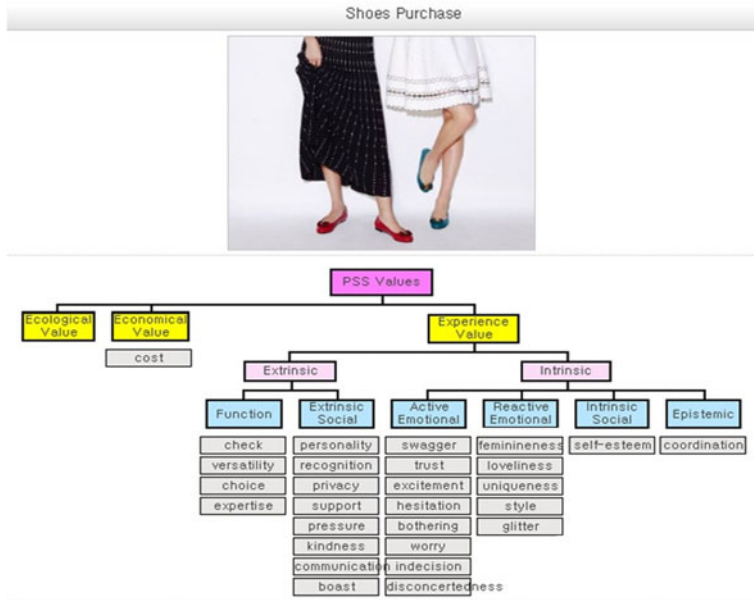 Shoes Purchase
PSS Values
Ecological
Value
Economical
Value
Experience
Value
cost
Extrinsic
Intrinsic
Function
Extrinsic
Social
Active
Emotional
Reactive
Emotional
Intrinsic
Social
Epistemic
check
versatility
choice
expertise
personality
recognition
privacy
support
pressure
kindness
communication
boast
swagger
trust
excitement
hesitation
bothering
worry
indecision
disconcertedness
feminineness
loveliness
uniqueness
style
glitter
self-esteem
coordination